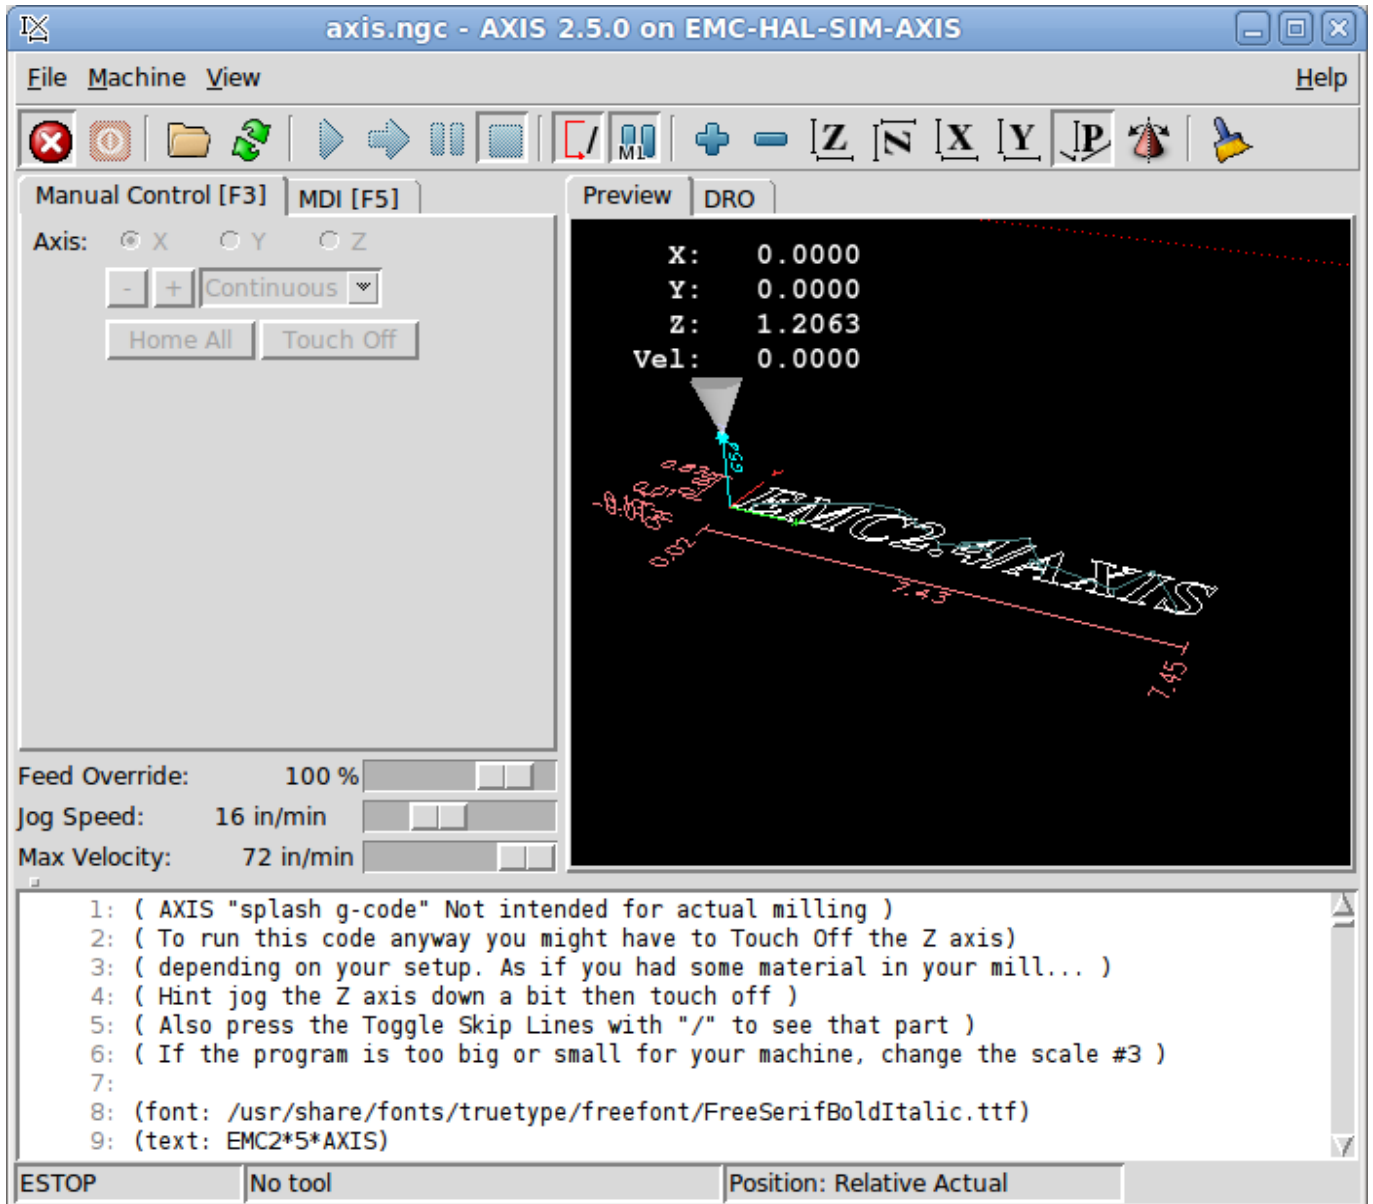 axis.ngc - AXIS 2.5.0 on EMC-HAL-SIM-AXIS
File Machine View Help
M1 Z N X Y P
Manual Control [F3] MDI [F5]
Preview DRO
Axis: X Y Z
- + Continuous
Home All Touch Off
X: 0.0000
Y: 0.0000
Z: 1.2063
Vel: 0.0000
G54
EMC2.4/AXIS
0.02
7.43
7.45
Feed Override: 100 %
Jog Speed: 16 in/min
Max Velocity: 72 in/min
1: ( AXIS "splash g-code" Not intended for actual milling )
2: ( To run this code anyway you might have to Touch Off the Z axis)
3: ( depending on your setup. As if you had some material in your mill... )
4: ( Hint jog the Z axis down a bit then touch off )
5: ( Also press the Toggle Skip Lines with "/" to see that part )
6: ( If the program is too big or small for your machine, change the scale #3 )
7:
8: (font: /usr/share/fonts/truetype/freefont/FreeSerifBoldItalic.ttf)
9: (text: EMC2*5*AXIS)
ESTOP No tool Position: Relative Actual